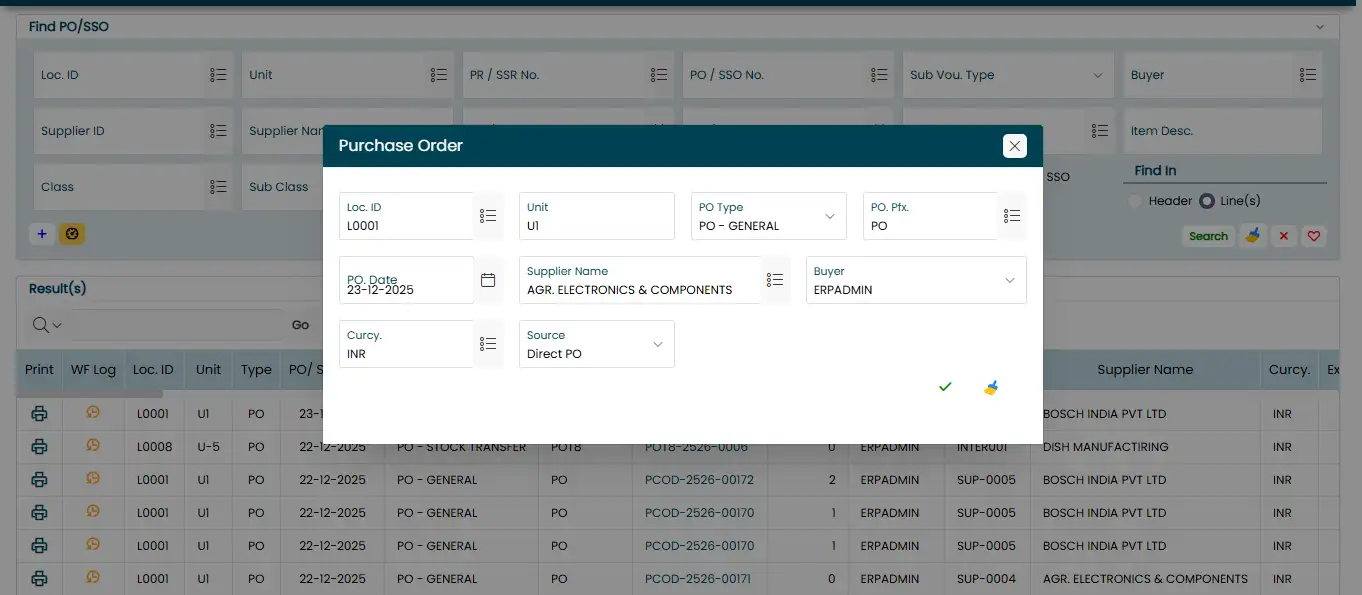 Find PO/SSO
Loc. ID Unit PR / SSR No. PO / SSO No. Sub Vou. Type Buyer
Supplier ID Supplier Nam Item Desc.
Class Sub Class SSO Find In
Header Line(s)
+ Search
Purchase Order
Loc. ID Unit PO Type PO. Pfx.
L0001 U1 PO - GENERAL PO
PO. Date Supplier Name Buyer
23-12-2025 AGR. ELECTRONICS & COMPONENTS ERPADMIN
Curcy. Source
INR Direct PO
Result(s)
Go
Print WF Log Loc. ID Unit Type PO/ S Supplier Name Curcy. Ex
L0001 U1 PO 23-1 BOSCH INDIA PVT LTD INR
L0008 U-5 PO 22-12-2025 PO - STOCK TRANSFER POT8 POT8-2526-0006 0 ERPADMIN INTER001 DISH MANUFACTIRING INR
L0001 U1 PO 22-12-2025 PO - GENERAL PO PCOD-2526-00172 2 ERPADMIN SUP-0005 BOSCH INDIA PVT LTD INR
L0001 U1 PO 22-12-2025 PO - GENERAL PO PCOD-2526-00170 1 ERPADMIN SUP-0005 BOSCH INDIA PVT LTD INR
L0001 U1 PO 22-12-2025 PO - GENERAL PO PCOD-2526-00170 1 ERPADMIN SUP-0005 BOSCH INDIA PVT LTD INR
L0001 U1 PO 22-12-2025 PO - GENERAL PO PCOD-2526-00171 0 ERPADMIN SUP-0004 AGR. ELECTRONICS & COMPONENTS INR